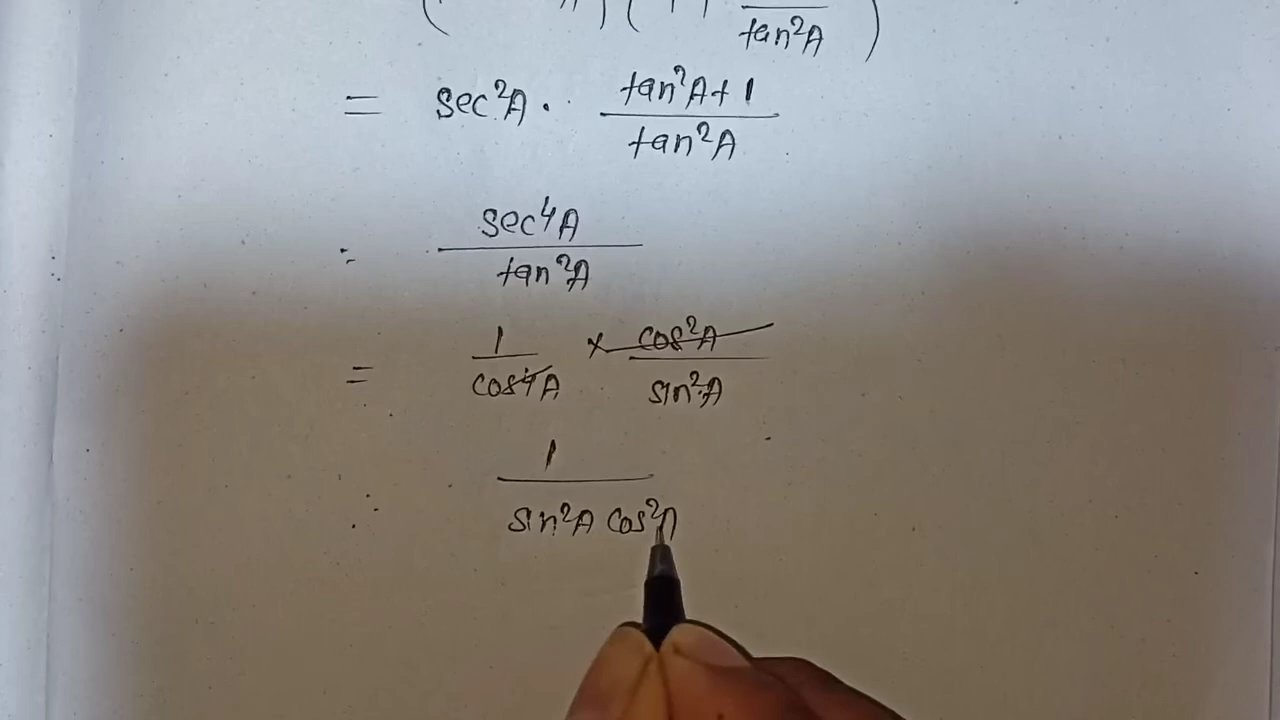 tan²A )
= sec²A . tan²A + 1
tan²A
: sec⁴A
tan²A
= 1 × cos²A
cos⁴A sin²A
: 1
sin²A cos²A